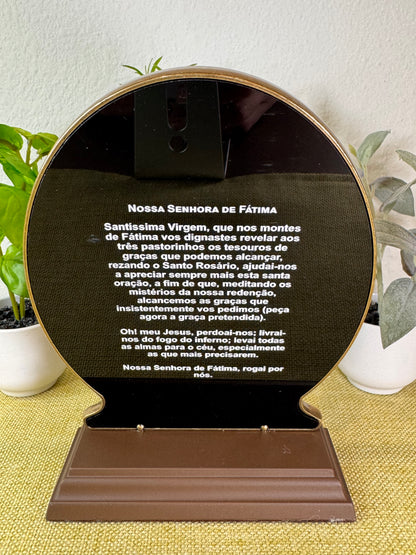 NOSSA SENHORA DE FÁTIMA
Santissima Virgem, que nos montes
de Fátima vos dignastes revelar aos
três pastorinhos os tesouros de
graças que podemos alcançar,
rezando o Santo Rosário, ajudai-nos
a apreciar sempre mais esta santa
oração, a fim de que, meditando os
mistérios da nossa redenção,
alcancemos as graças que
insistentemente vos pedimos (peça
agora a graça pretendida).
Oh! meu Jesus, perdoai-nos; livrai-
nos do fogo do inferno; levai todas
as almas para o céu, especialmente
as que mais precisarem.
Nossa Senhora de Fátima, rogai por
nós.